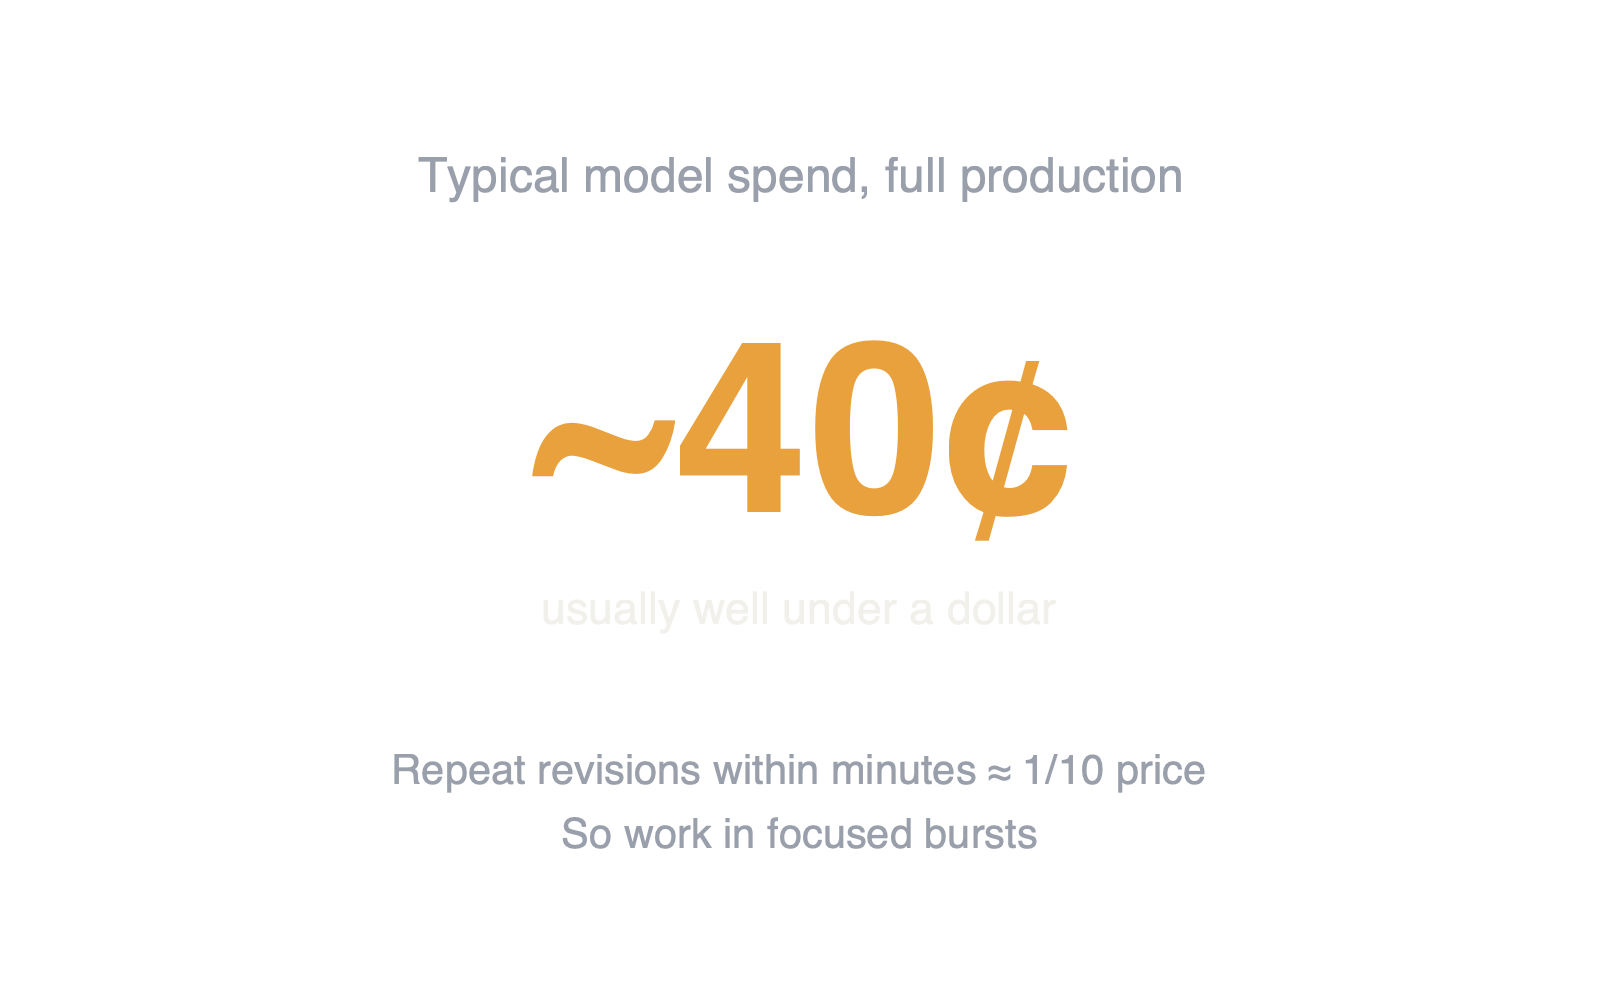 Typical model spend, full production
~40¢
usually well under a dollar
Repeat revisions within minutes ≈ 1/10 price
So work in focused bursts